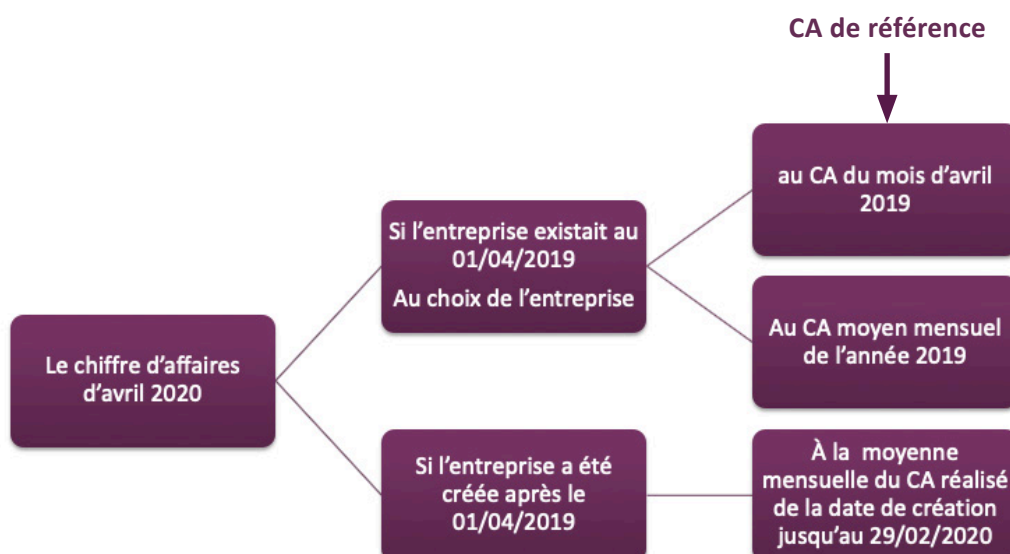 CA de référence
au CA du mois d'avril
2019
Si l'entreprise existait au
01/04/2019
Au choix de l'entreprise
Au CA moyen mensuel
de l'année 2019
Le chiffre d'affaires
d'avril 2020
Si l'entreprise a été
créée après le
01/04/2019
À la moyenne
mensuelle du CA réalisé
de la date de création
jusqu'au 29/02/2020